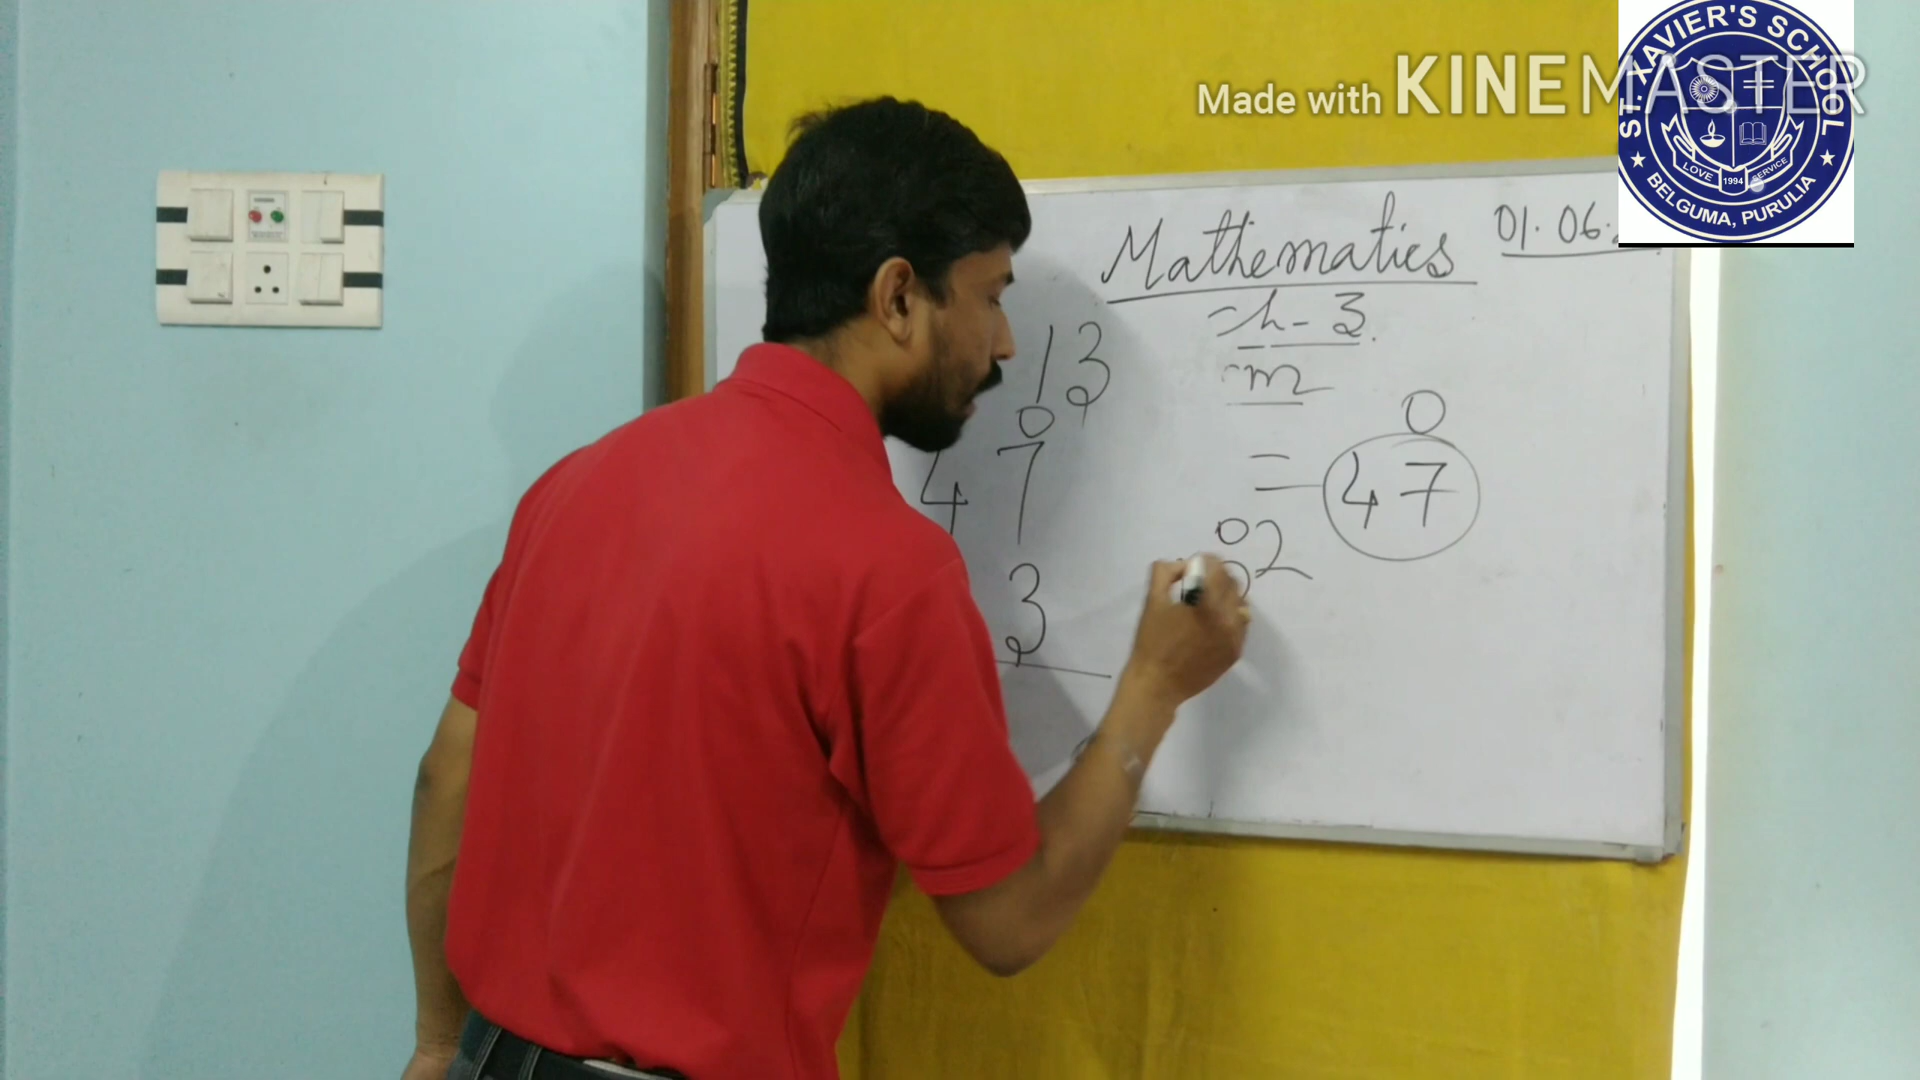 Made with KINEMASTER
ST. XAVIER'S SCHOOL
LOVE 1994 SERVICE
BELGUMA, PURULIA
Mathematics 01.06.
h-3.
13
0
0
47
= 47
02
3